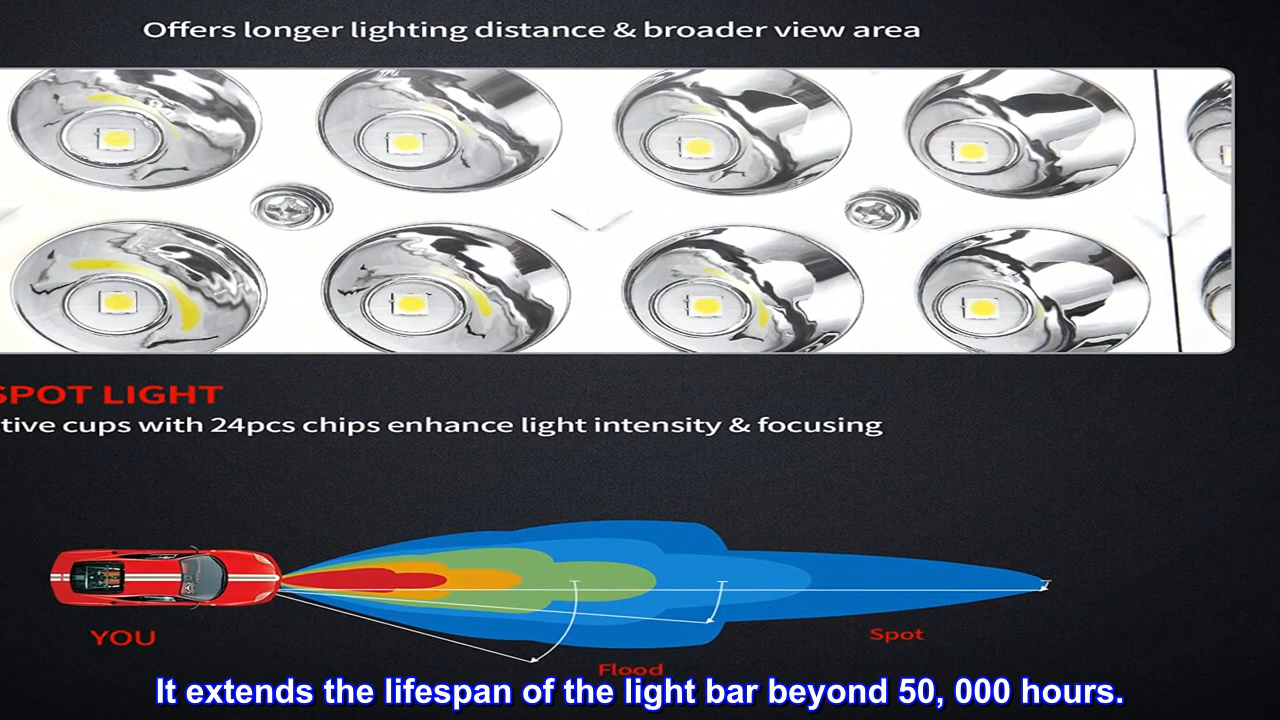 Offers longer lighting distance & broader view area
SPOT LIGHT
tive cups with 24pcs chips enhance light intensity & focusing
YOU
Spot
Flood
It extends the lifespan of the light bar beyond 50, 000 hours.